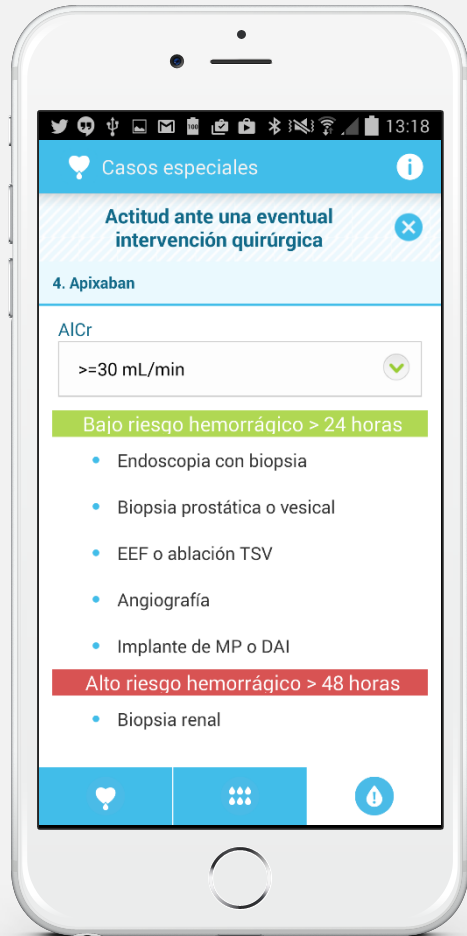 13:18
Casos especiales
Actitud ante una eventual
intervención quirúrgica
4. Apixaban
AlCr
>=30 mL/min
Bajo riesgo hemorrágico > 24 horas
Endoscopia con biopsia
Biopsia prostática o vesical
EEF o ablación TSV
Angiografía
Implante de MP o DAI
Alto riesgo hemorrágico > 48 horas
Biopsia renal